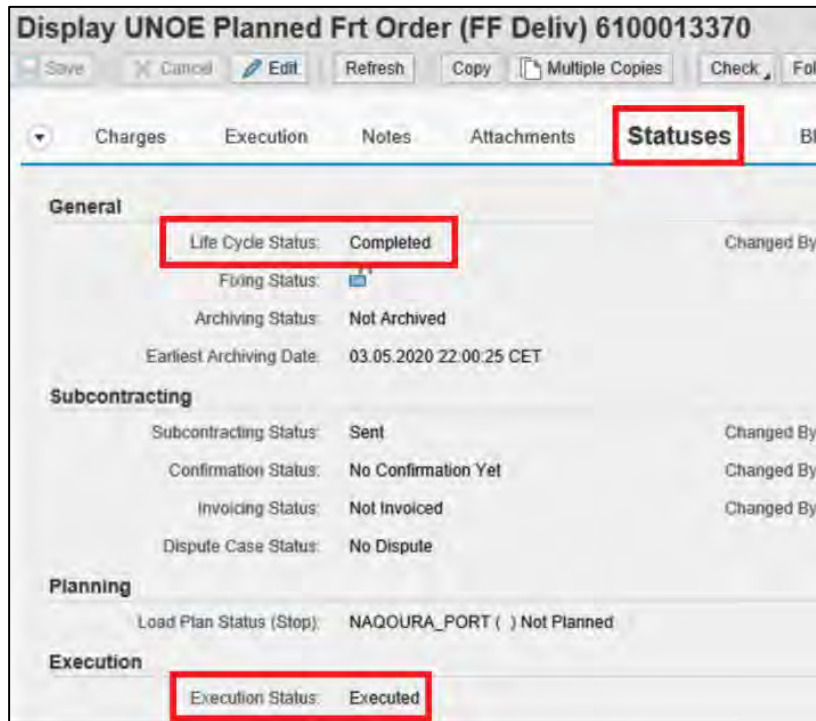 Display UNOE Planned Frt Order (FF Deliv) 6100013370
Save Cancel Edit Refresh Copy Multiple Copies Check
Charges Execution Notes Attachments Statuses
General
Life Cycle Status: Completed Changed By
Fixing Status:
Archiving Status: Not Archived
Earliest Archiving Date: 03.05.2020 22:00:25 CET
Subcontracting
Subcontracting Status: Sent Changed By
Confirmation Status: No Confirmation Yet Changed By
Invoicing Status: Not Invoiced Changed By
Dispute Case Status: No Dispute
Planning
Load Plan Status (Stop): NAQOURA_PORT ( ) Not Planned
Execution
Execution Status: Executed